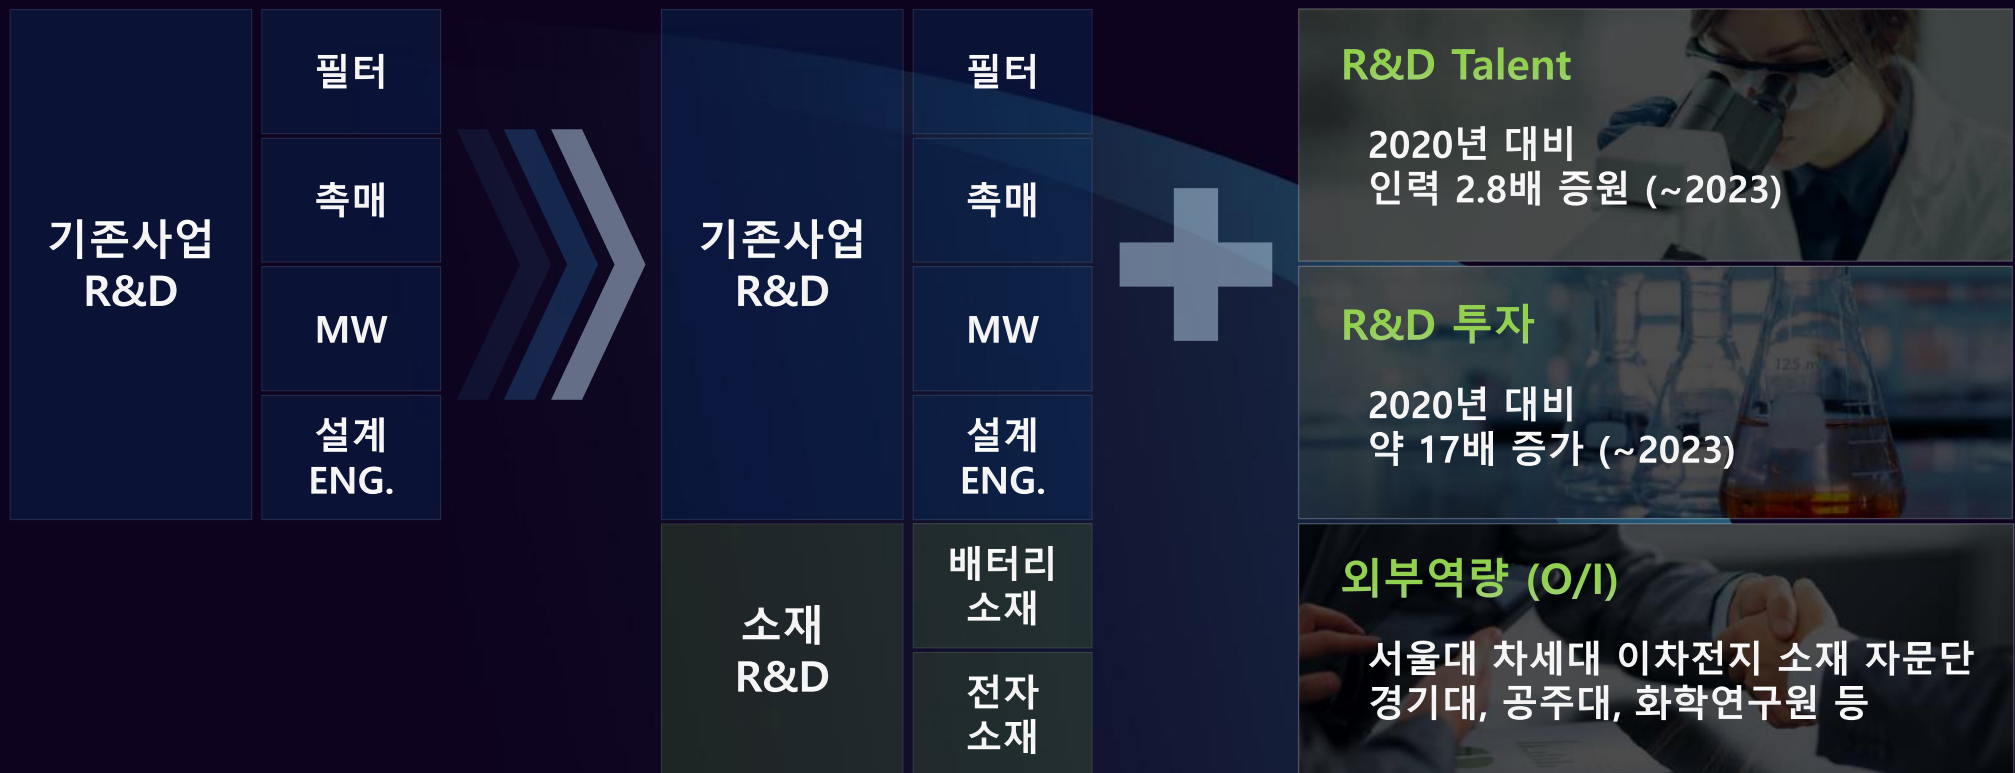 기존사업
R&D
필터
촉매
MW
설계
ENG.
기존사업
R&D
필터
촉매
MW
설계
ENG.
소재
R&D
배터리
소재
전자
소재
R&D Talent
2020년 대비
인력 2.8배 증원 (~2023)
R&D 투자
2020년 대비
약 17배 증가 (~2023)
외부역량 (O/I)
서울대 차세대 이차전지 소재 자문단
경기대, 공주대, 화학연구원 등